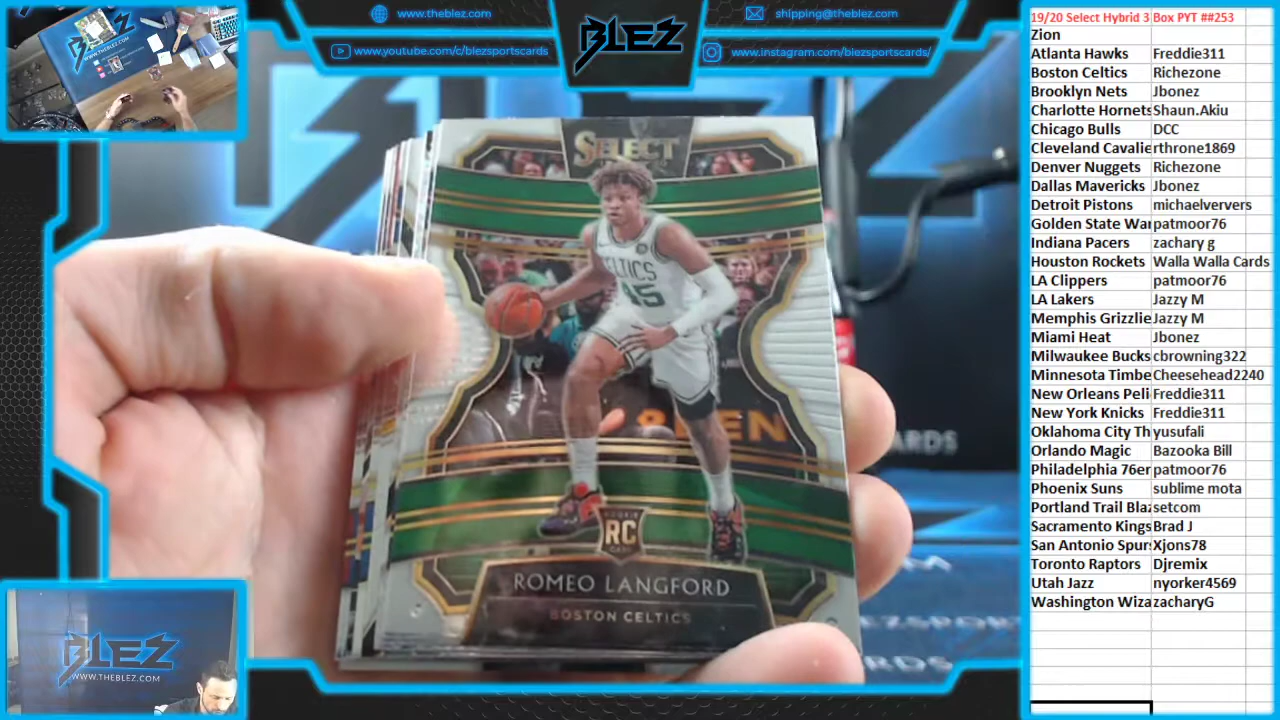 www.theblez.com
shipping@theblez.com
www.youtube.com/c/blezsportscards
www.instagram.com/blezsportscards/
BLEZ
19/20 Select Hybrid 3 Box PYT ##253
Zion
Atlanta Hawks Freddie311
Boston Celtics Richezone
Brooklyn Nets Jbonez
Charlotte Hornets Shaun.Akiu
Chicago Bulls DCC
Cleveland Cavalie rthrone1869
Denver Nuggets Richezone
Dallas Mavericks Jbonez
Detroit Pistons michaelververs
Golden State War patmoor76
Indiana Pacers zachary g
Houston Rockets Walla Walla Cards
LA Clippers patmoor76
LA Lakers Jazzy M
Memphis Grizzlie Jazzy M
Miami Heat Jbonez
Milwaukee Bucks cbrowning322
Minnesota Timbe Cheesehead2240
New Orleans Peli Freddie311
New York Knicks Freddie311
Oklahoma City Th yusufali
Orlando Magic Bazooka Bill
Philadelphia 76er patmoor76
Phoenix Suns sublime mota
Portland Trail Blaz setcom
Sacramento Kings Brad J
San Antonio Spurs Xjons78
Toronto Raptors Djremix
Utah Jazz nyorker4569
Washington Wiza zacharyG
SELECT
CELTICS
45
RC
ROMEO LANGFORD
BOSTON CELTICS
CARDS
BLEZ
WWW.THEBLEZ.COM